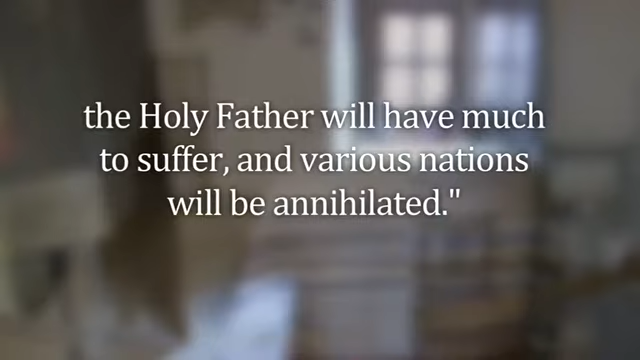 the Holy Father will have much
to suffer, and various nations
will be annihilated."